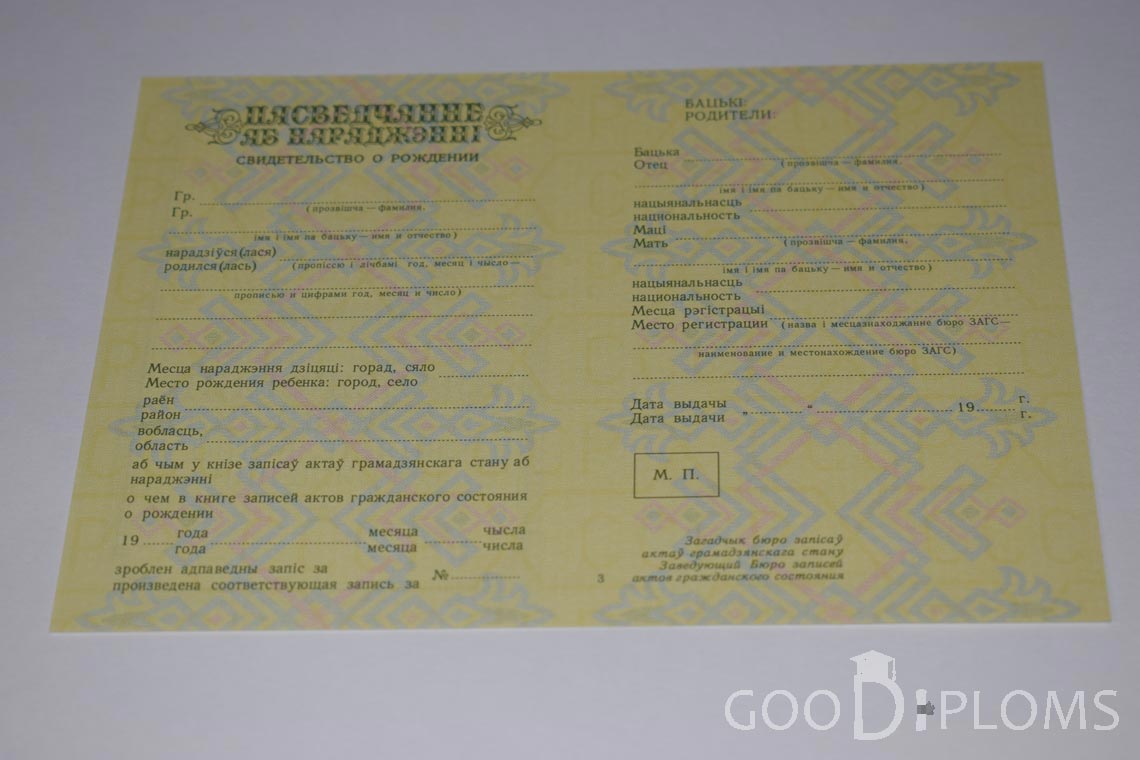 ПАСВЕДЧАННЕ
АБ НАРАДЖЭННІ
СВИДЕТЕЛЬСТВО О РОЖДЕНИИ
Гр.
Гр.
(прозвішча — фамилия,
імя і імя па бацьку — имя и отчество)
нарадзіўся(лася)
родился(лась)
(пропіссю і лічбамі год, месяц і чысло —
прописью и цифрами год, месяц и число)
Месца нараджэння дзіцяці: горад, сяло
Место рождения ребенка: город, село
раён
район
вобласць,
область
аб чым у кнізе запісаў актаў грамадзянскага стану аб
нараджэнні
о чем в книге записей актов гражданского состояния
о рождении
19 года месяца чысла
года месяца числа
зроблен адпаведны запіс за
произведена соответствующая запись за №
БАЦЬКІ:
РОДИТЕЛИ:
Бацька
Отец
(прозвішча — фамилия,
імя і імя па бацьку — имя и отчество)
нацыянальнасць
национальность
Маці
Мать
(прозвішча — фамилия,
імя і імя па бацьку — имя и отчество)
нацыянальнасць
национальность
Месца рэгістрацыі
Место регистрации (назва і месцазнаходжание бюро ЗАГС —
наименование и местонахождение бюро ЗАГС)
Дата выдачы г.
Дата выдачи „ “ 19 г.
М. П.
Загадчык бюро запісаў
актаў грамадзянскага стану
Заведующий Бюро записей
актов гражданского состояния
3
GOODiPLOMS